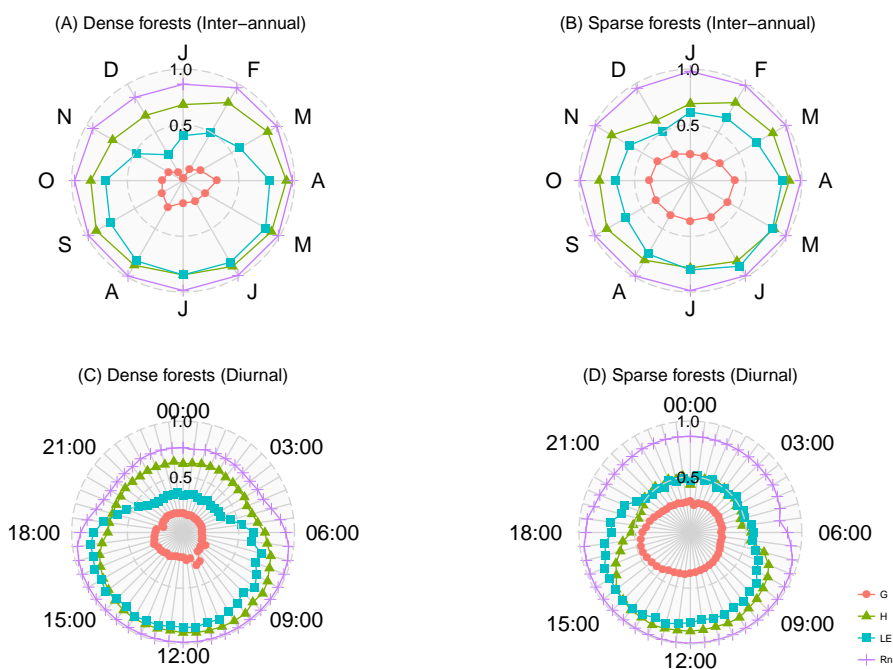 (A) Dense forests (Inter−annual)
J
F
M
A
M
J
J
A
S
O
N
D
1.0
0.5
(B) Sparse forests (Inter−annual)
J
F
M
A
M
J
J
A
S
O
N
D
1.0
0.5
(C) Dense forests (Diurnal)
00:00
03:00
06:00
09:00
12:00
15:00
18:00
21:00
1.0
0.5
(D) Sparse forests (Diurnal)
00:00
03:00
06:00
09:00
12:00
15:00
18:00
21:00
1.0
0.5
G
H
LE
Rn